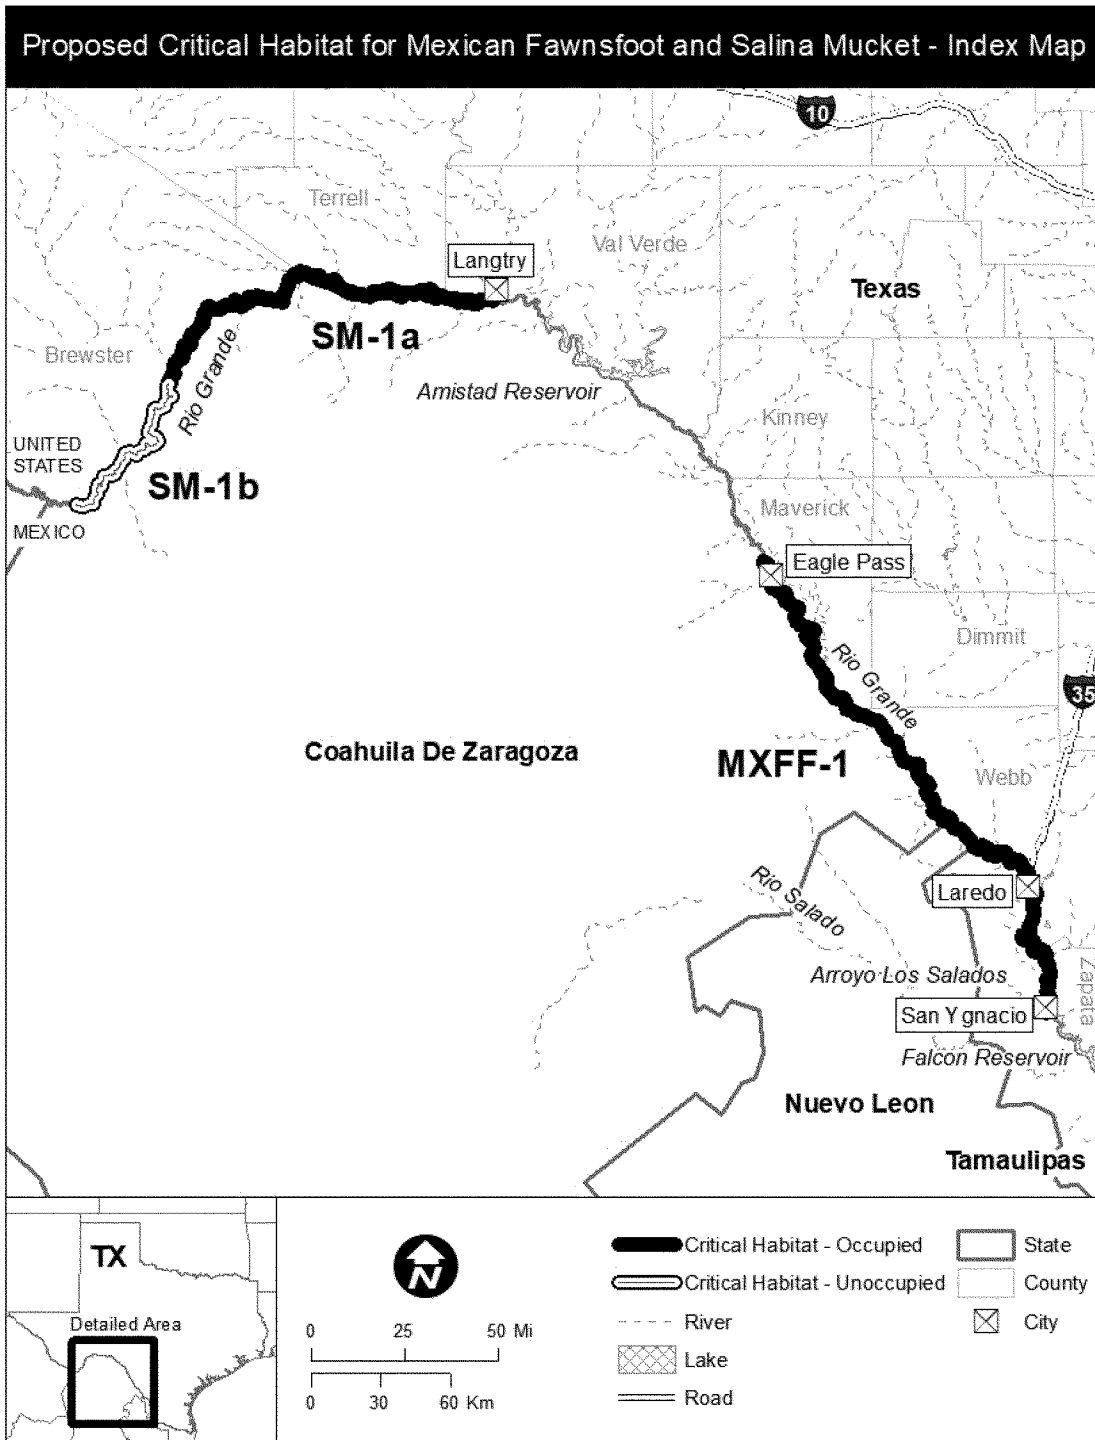 Proposed Critical Habitat for Mexican Fawnsfoot and Salina Mucket - Index Map
10
Terrell
Val Verde
Langtry
Texas
SM-1a
Brewster
Rio Grande
Amistad Reservoir
Kinney
UNITED
STATES
SM-1b
Maverick
MEXICO
Eagle Pass
Dimmit
Rio Grande
35
Coahuila De Zaragoza
MXFF-1
Webb
Rio Salado
Laredo
Arroyo Los Salados
Zapata
San Ygnacio
Falcon Reservoir
Nuevo Leon
Tamaulipas
TX
Detailed Area
N
0 25 50 Mi
0 30 60 Km
Critical Habitat - Occupied
Critical Habitat - Unoccupied
River
Lake
Road
State
County
City